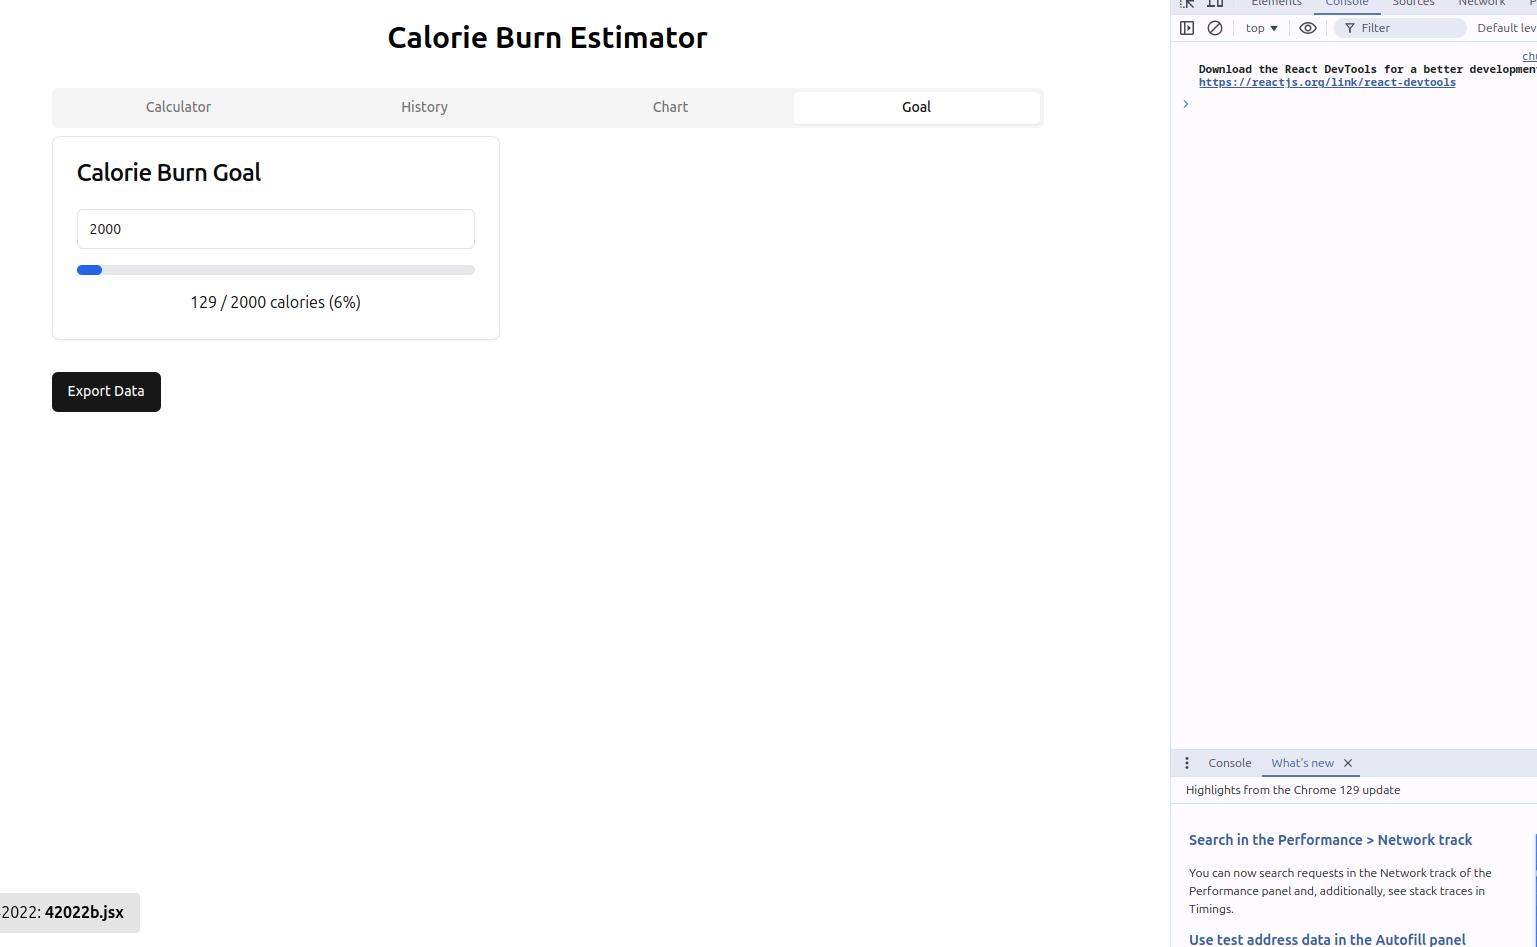 Calorie Burn Estimator
Calculator History Chart Goal
Calorie Burn Goal
2000
129 / 2000 calories (6%)
Export Data
2022: 42022b.jsx
Elements Console Sources Network
top Filter Default lev
Download the React DevTools for a better developmen
https://reactjs.org/link/react-devtools
Console What's new
Highlights from the Chrome 129 update
Search in the Performance > Network track
You can now search requests in the Network track of the
Performance panel and, additionally, see stack traces in
Timings.
Use test address data in the Autofill panel